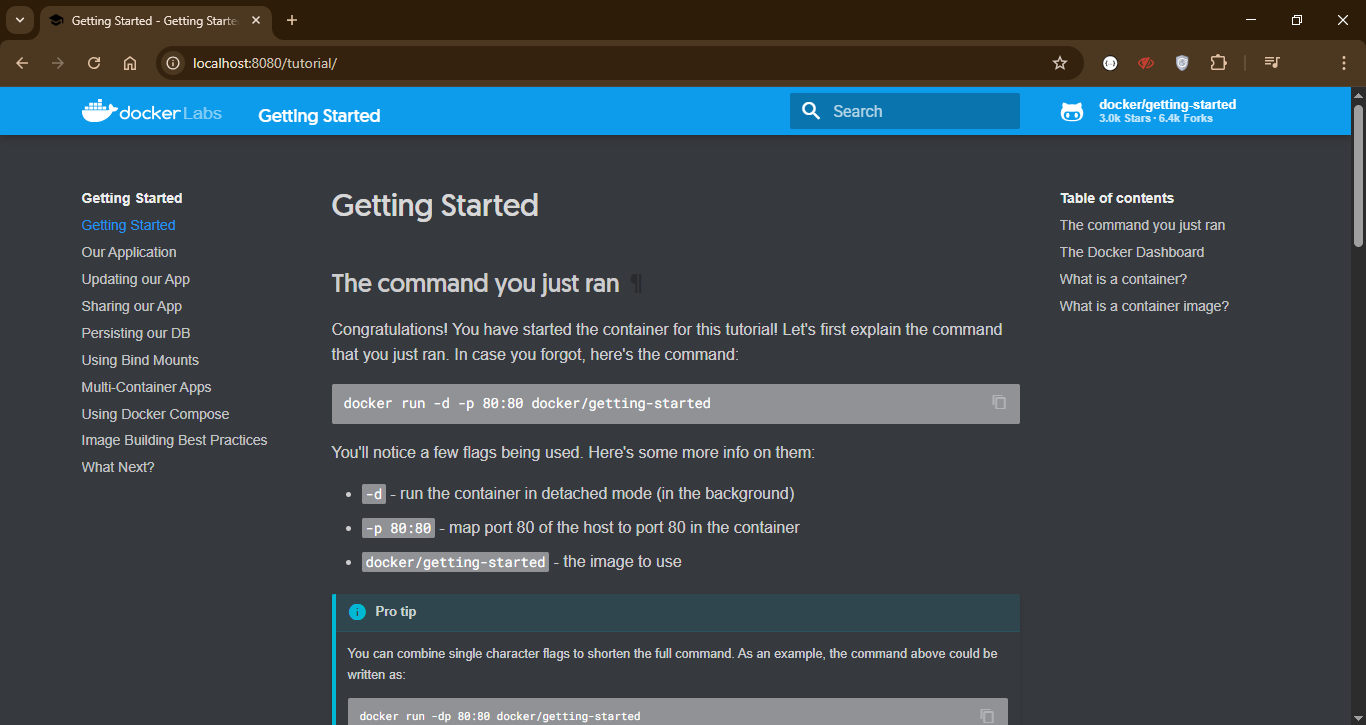 Getting Started - Getting Starte
localhost:8080/tutorial/
docker Labs
Getting Started
Search
docker/getting-started
3.0k Stars · 6.4k Forks
Getting Started
Getting Started
Our Application
Updating our App
Sharing our App
Persisting our DB
Using Bind Mounts
Multi-Container Apps
Using Docker Compose
Image Building Best Practices
What Next?
Getting Started
The command you just ran ¶
Congratulations! You have started the container for this tutorial! Let's first explain the command
that you just ran. In case you forgot, here's the command:
docker run -d -p 80:80 docker/getting-started
You'll notice a few flags being used. Here's some more info on them:
• -d - run the container in detached mode (in the background)
• -p 80:80 - map port 80 of the host to port 80 in the container
• docker/getting-started - the image to use
Pro tip
You can combine single character flags to shorten the full command. As an example, the command above could be
written as:
docker run -dp 80:80 docker/getting-started
Table of contents
The command you just ran
The Docker Dashboard
What is a container?
What is a container image?